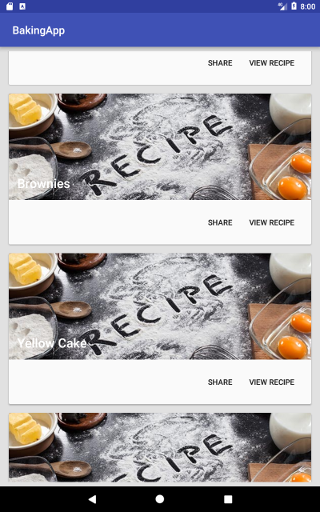 8:00
BakingApp
SHARE VIEW RECIPE
RECIPE
Brownies
SHARE VIEW RECIPE
RECIPE
Yellow Cake
SHARE VIEW RECIPE
RECIPE